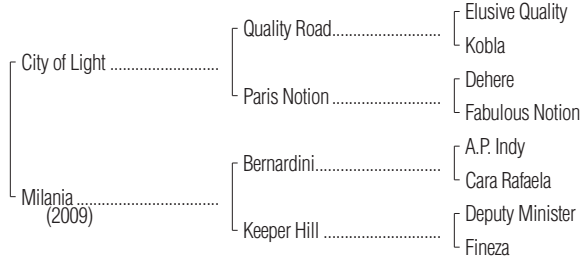 Elusive Quality
Quality Road
Kobla
City of Light
Dehere
Paris Notion
Fabulous Notion
A.P. Indy
Bernardini
Cara Rafaela
Milania
(2009)
Deputy Minister
Keeper Hill
Fineza